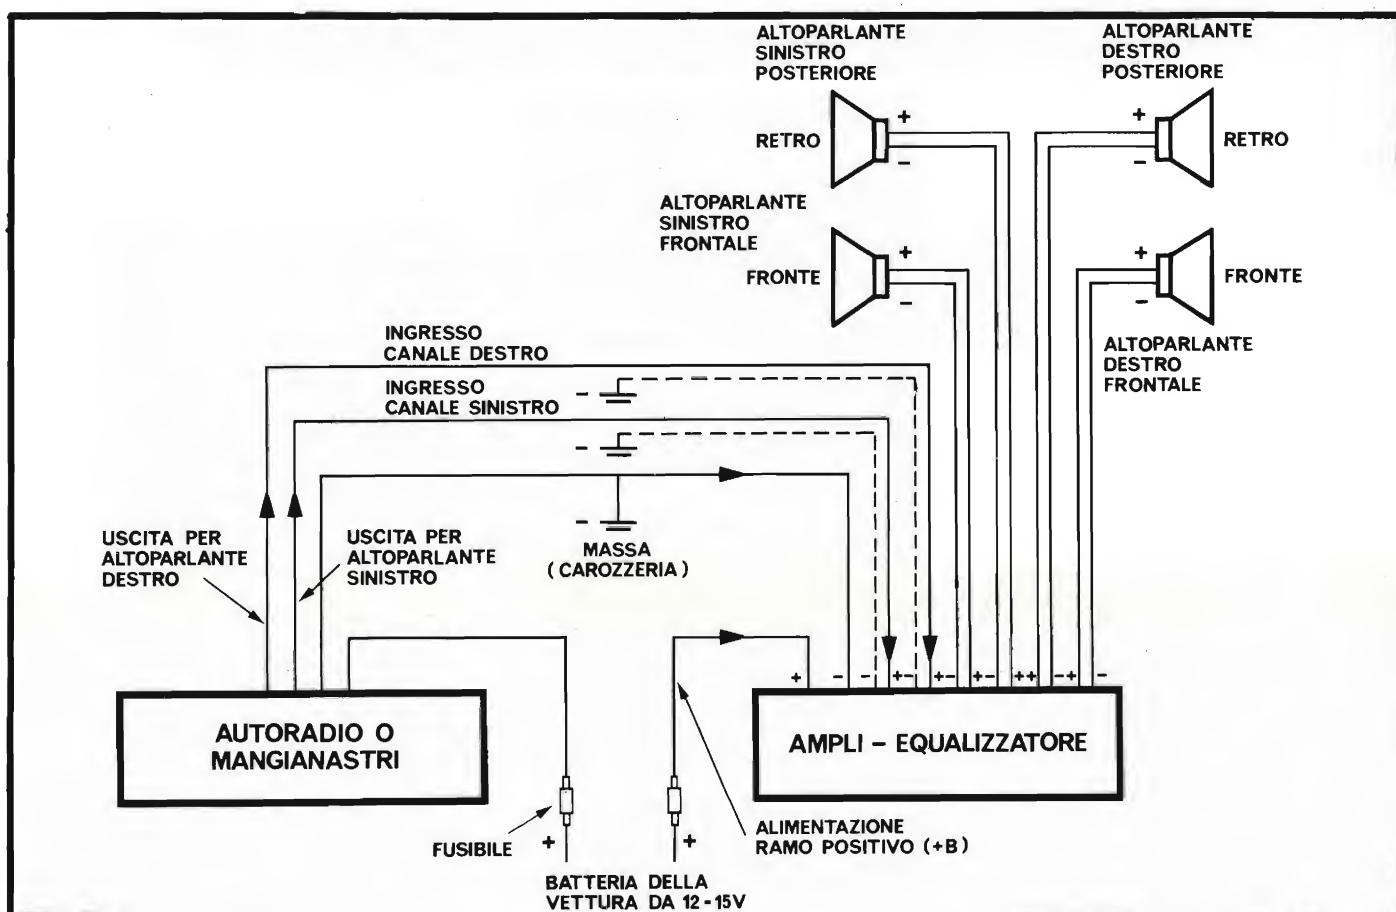 ALTOPARLANTE
SINISTRO
POSTERIORE
ALTOPARLANTE
DESTRO
POSTERIORE
+
+
RETRO
RETRO
-
-
ALTOPARLANTE
SINISTRO
FRONTALE
+
+
FRONTE
FRONTE
-
-
ALTOPARLANTE
DESTRO
FRONTALE
INGRESSO
CANALE DESTRO
INGRESSO
CANALE SINISTRO
-
-
-
MASSA
( CAROZZERIA )
USCITA PER
ALTOPARLANTE
DESTRO
USCITA PER
ALTOPARLANTE
SINISTRO
+ - - +- +- +- ++ -+ -
AUTORADIO O
MANGIANASTRI
AMPLI - EQUALIZZATORE
FUSIBILE
+
+
ALIMENTAZIONE
RAMO POSITIVO (+B)
BATTERIA DELLA
VETTURA DA 12-15V